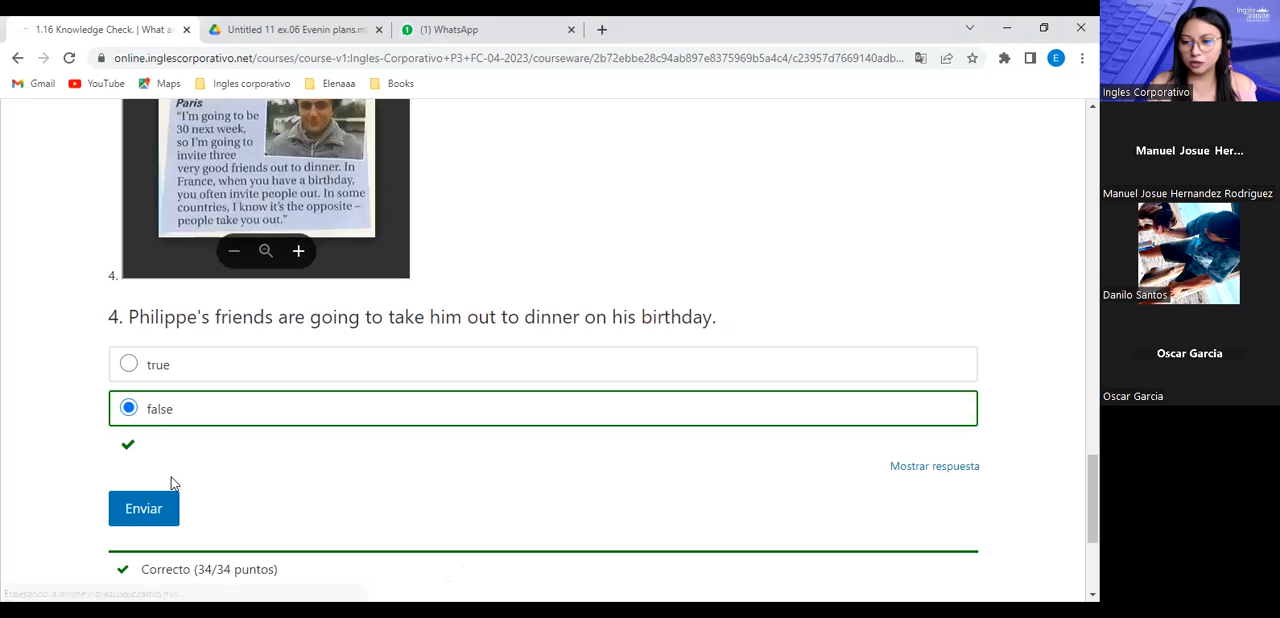 1.16 Knowledge Check. | What a
Untitled 11 ex.06 Evenin plans.m
(1) WhatsApp
online.inglescorporativo.net/courses/course-v1:Ingles-Corporativo+P3+FC-04-2023/courseware/2b72ebbe28c94ab897e8375969b5a4c4/c23957d7669140adb...
E
Gmail
YouTube
Maps
Ingles corporativo
Elenaaa
Books
Paris
"I'm going to be
30 next week,
so I'm going to
invite three
very good friends out to dinner. In
France, when you have a birthday,
you often invite people out. In some
countries, I know it's the opposite –
people take you out."
4.
4. Philippe's friends are going to take him out to dinner on his birthday.
true
false
Mostrar respuesta
Enviar
Correcto (34/34 puntos)
Ingles Corporativo
Manuel Josue Her...
Manuel Josue Hernandez Rodriguez
Danilo Santos
Oscar Garcia
Oscar Garcia